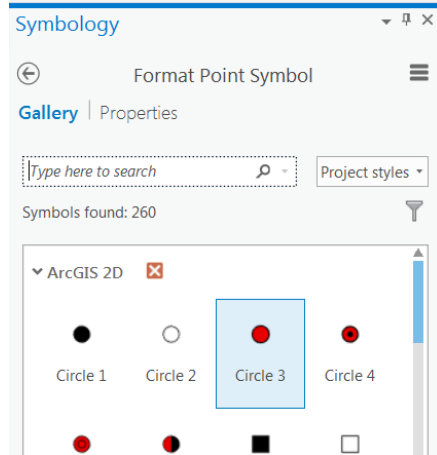 Symbology
Format Point Symbol
Gallery | Properties
Type here to search
Project styles
Symbols found: 260
ArcGIS 2D
Circle 1 Circle 2 Circle 3 Circle 4